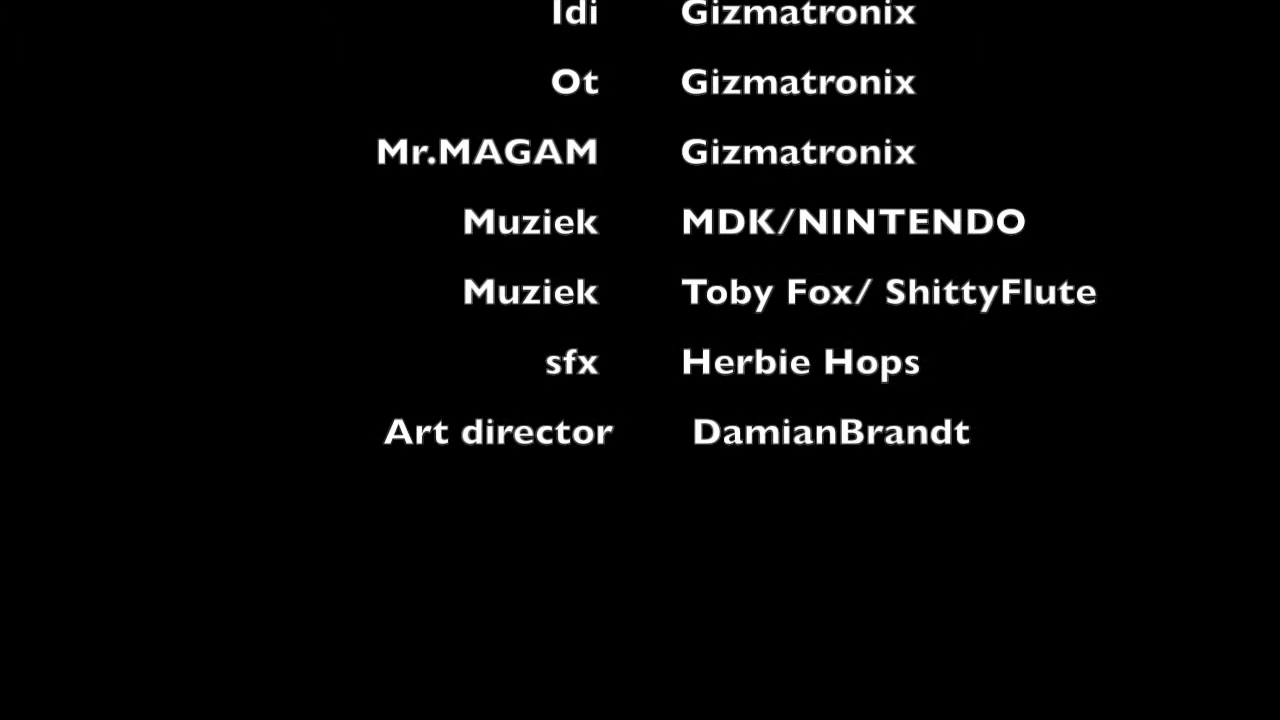 Idi Gizmatronix
Ot Gizmatronix
Mr.MAGAM Gizmatronix
Muziek MDK/NINTENDO
Muziek Toby Fox/ ShittyFlute
sfx Herbie Hops
Art director DamianBrandt